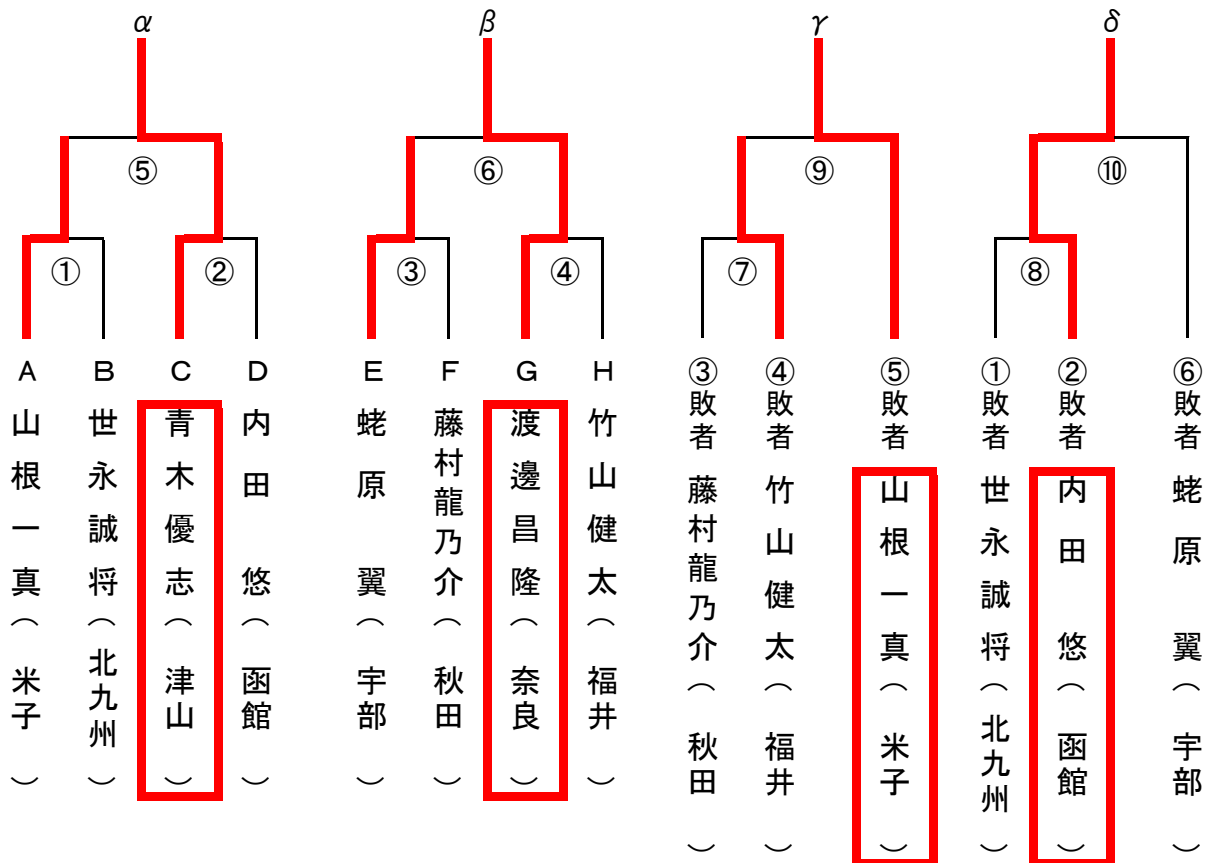 α
β
γ
δ
⑤
⑥
⑨
⑩
①
②
③
④
⑦
⑧
A
山根一真(米子)
B
世永誠将(北九州)
C
青木優志(津山)
D
内田 悠(函館)
E
蛯原 翼(宇部)
F
藤村龍乃介(秋田)
G
渡邊昌隆(奈良)
H
竹山健太(福井)
③敗者
藤村龍乃介(秋田)
④敗者
竹山健太(福井)
⑤敗者
山根一真(米子)
①敗者
世永誠将(北九州)
②敗者
内田 悠(函館)
⑥敗者
蛯原 翼(宇部)